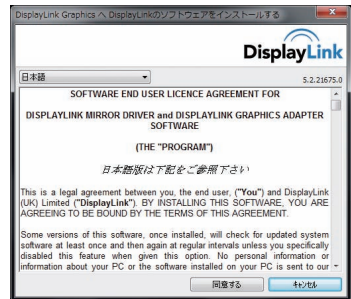 DisplayLink Graphics へ DisplayLinkのソフトウェアをインストールする
DisplayLink
日本語
5.2.21675.0
SOFTWARE END USER LICENCE AGREEMENT FOR
DISPLAYLINK MIRROR DRIVER and DISPLAYLINK GRAPHICS ADAPTER
SOFTWARE
(THE "PROGRAM")
日本語版は下記をご参照下さい
This is a legal agreement between you, the end user, ("You") and DisplayLink
(UK) Limited ("DisplayLink"). BY INSTALLING THIS SOFTWARE, YOU ARE
AGREEING TO BE BOUND BY THE TERMS OF THIS AGREEMENT.
Some versions of this software, once installed, will check for updated system
software at least once and then again at regular intervals unless you specifically
disabled this feature when given this option. No personal information or
information about your PC or the software installed on your PC is sent to our
同意する
キャンセル